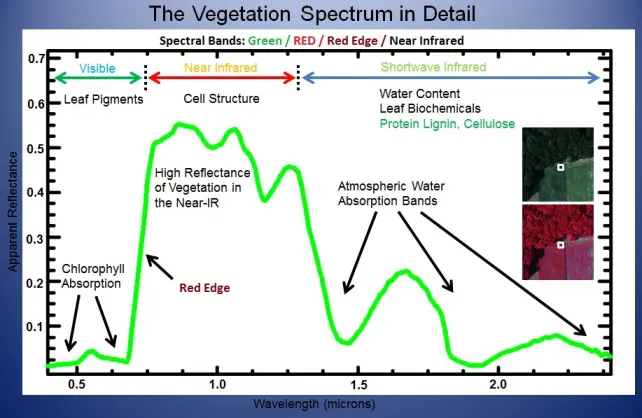 The Vegetation Spectrum in Detail
Spectral Bands: Green / RED / Red Edge / Near Infrared
0.7
Visible
Near Infrared
Shortwave Infrared
Leaf Pigments
Cell Structure
Water Content
Leaf Biochemicals
Protein Lignin, Cellulose
0.6
0.5
0.4
0.3
0.2
0.1
Apparent Reflectance
High Reflectance
of Vegetation in
the Near-IR
Atmospheric Water
Absorption Bands
Chlorophyll
Absorption
Red Edge
0.5
1.0
1.5
2.0
Wavelength (microns)